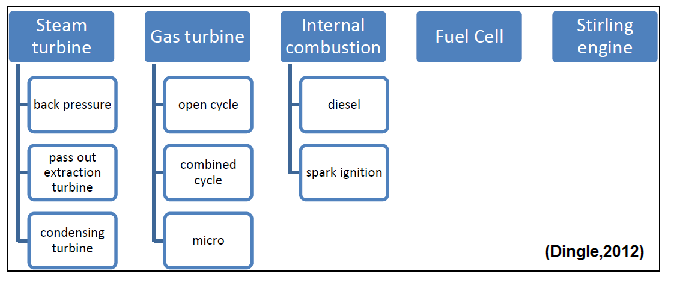 Steam
turbine
back pressure
pass out
extraction
turbine
condensing
turbine
Gas turbine
open cycle
combined
cycle
micro
Internal
combustion
diesel
spark ignition
Fuel Cell
Stirling
engine
(Dingle,2012)